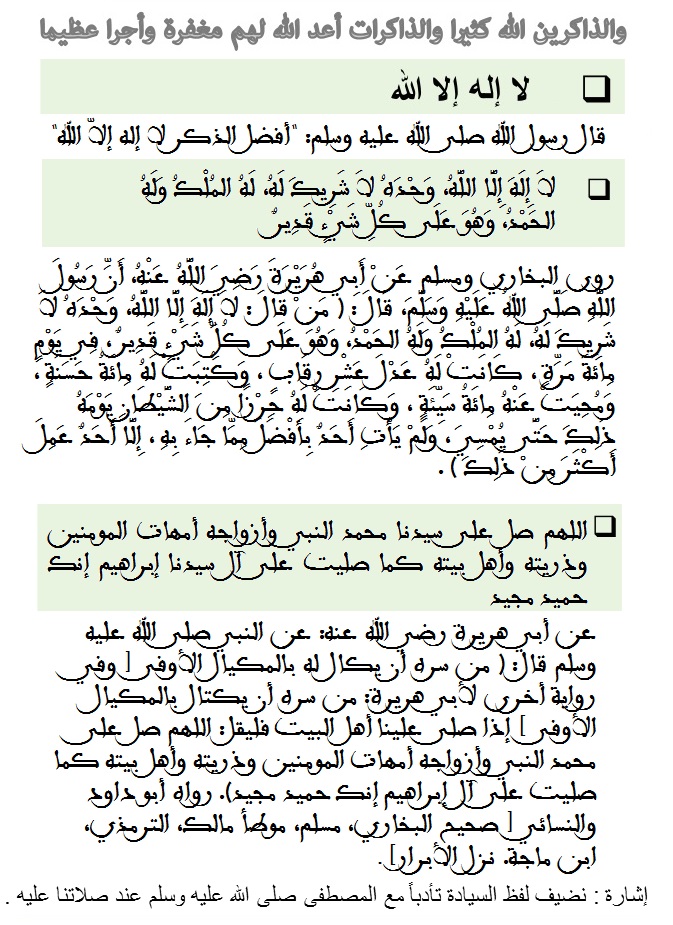 والذاكرين الله كثيرا والذاكرات أعد الله لهم مغفرة وأجرا عظيما
❑ لا إله إلا الله
قال رسول الله صلى الله عليه وسلم: "أفضل الذكر لا إله إلاّ الله"
❑ لاَ إِلَهَ إِلَّا اللَّهُ، وَحْدَهُ لاَ شَرِيكَ لَهُ، لَهُ المُلْكُ وَلَهُ
الحَمْدُ، وَهُوَ عَلَى كُلِّ شَيْءٍ قَدِيرٌ
روى البخاري ومسلم عَنْ أَبِي هُرَيْرَةَ رَضِيَ اللَّهُ عَنْهُ، أَنَّ رَسُولَ
اللَّهِ صَلَّى اللَّهُ عَلَيْهِ وَسَلَّمَ، قَالَ: ( مَنْ قَالَ: لاَ إِلَهَ إِلَّا اللَّهُ، وَحْدَهُ لاَ
شَرِيكَ لَهُ، لَهُ المُلْكُ وَلَهُ الحَمْدُ، وَهُوَ عَلَى كُلِّ شَيْءٍ قَدِيرٌ، فِي يَوْمٍ
مِائَةَ مَرَّةٍ ، كَانَتْ لَهُ عَدْلَ عَشْرِ رِقَابٍ ، وَكُتِبَتْ لَهُ مِائَةُ حَسَنَةٍ ،
وَمُحِيَتْ عَنْهُ مِائَةُ سَيِّئَةٍ ، وَكَانَتْ لَهُ حِرْزًا مِنَ الشَّيْطَانِ يَوْمَهُ
ذَلِكَ حَتَّى يُمْسِيَ ، وَلَمْ يَأْتِ أَحَدٌ بِأَفْضَلَ مِمَّا جَاءَ بِهِ ، إِلَّا أَحَدٌ عَمِلَ
أَكْثَرَ مِنْ ذَلِكَ ) .
❑ اللهم صل على سيدنا محمد النبي وأزواجه أمهات المومنين
وذريته وأهل بيته كما صليت على آل سيدنا إبراهيم إنك
حميد مجيد
عن أبي هريرة رضي الله عنه: عن النبي صلى الله عليه
وسلم قال: ( من سره أن يكال له بالمكيال الأوفى [ وفي
رواية أخرى لأبي هريرة: من سره أن يكتال بالمكيال
الأوفى ] إذا صلى علينا أهل البيت فليقل: اللهم صل على
محمد النبي وأزواجه أمهات المومنين وذريته وأهل بيته كما
صليت على آل إبراهيم إنك حميد مجيد). رواه أبو داود
والنسائي [ صحيح البخاري، مسلم، موطأ مالك، الترمذي،
ابن ماجة. نزل الأبرار] .
إشارة : نضيف لفظ السيادة تأدباً مع المصطفى صلى الله عليه وسلم عند صلاتنا عليه .